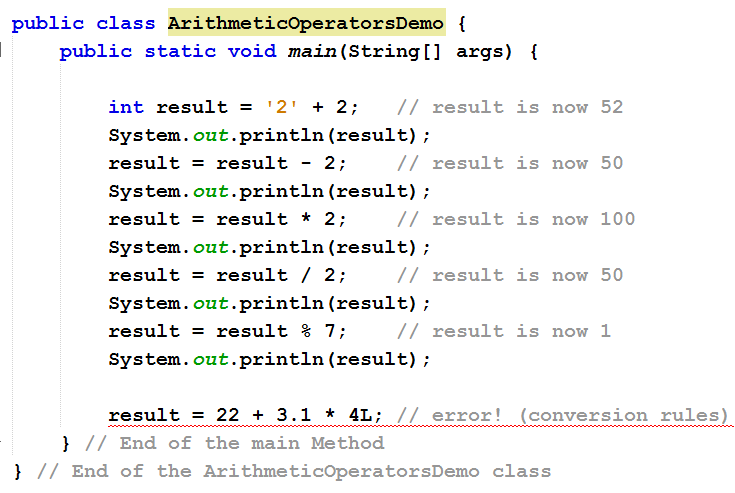 public class ArithmeticOperatorsDemo {
public static void main(String[] args) {
int result = '2' + 2;   // result is now 52
System.out.println(result);
result = result - 2;    // result is now 50
System.out.println(result);
result = result * 2;    // result is now 100
System.out.println(result);
result = result / 2;    // result is now 50
System.out.println(result);
result = result % 7;    // result is now 1
System.out.println(result);
result = 22 + 3.1 * 4L; // error! (conversion rules)
} // End of the main Method
} // End of the ArithmeticOperatorsDemo class